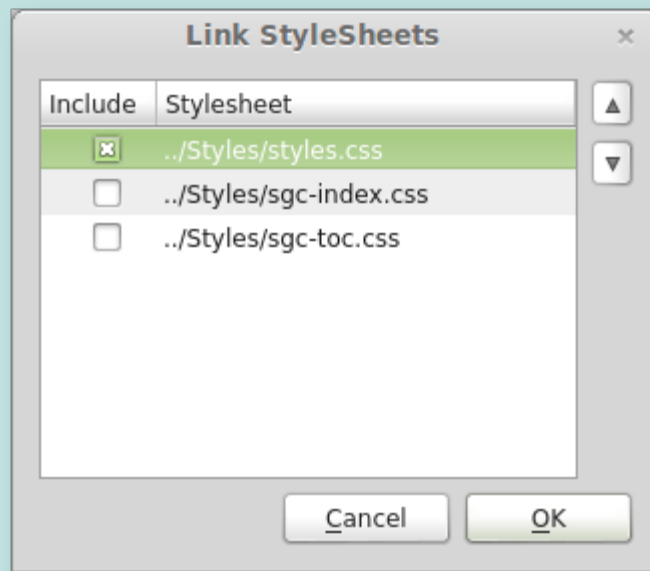 Link StyleSheets
Include Stylesheet
../Styles/styles.css
../Styles/sgc-index.css
../Styles/sgc-toc.css
Cancel OK